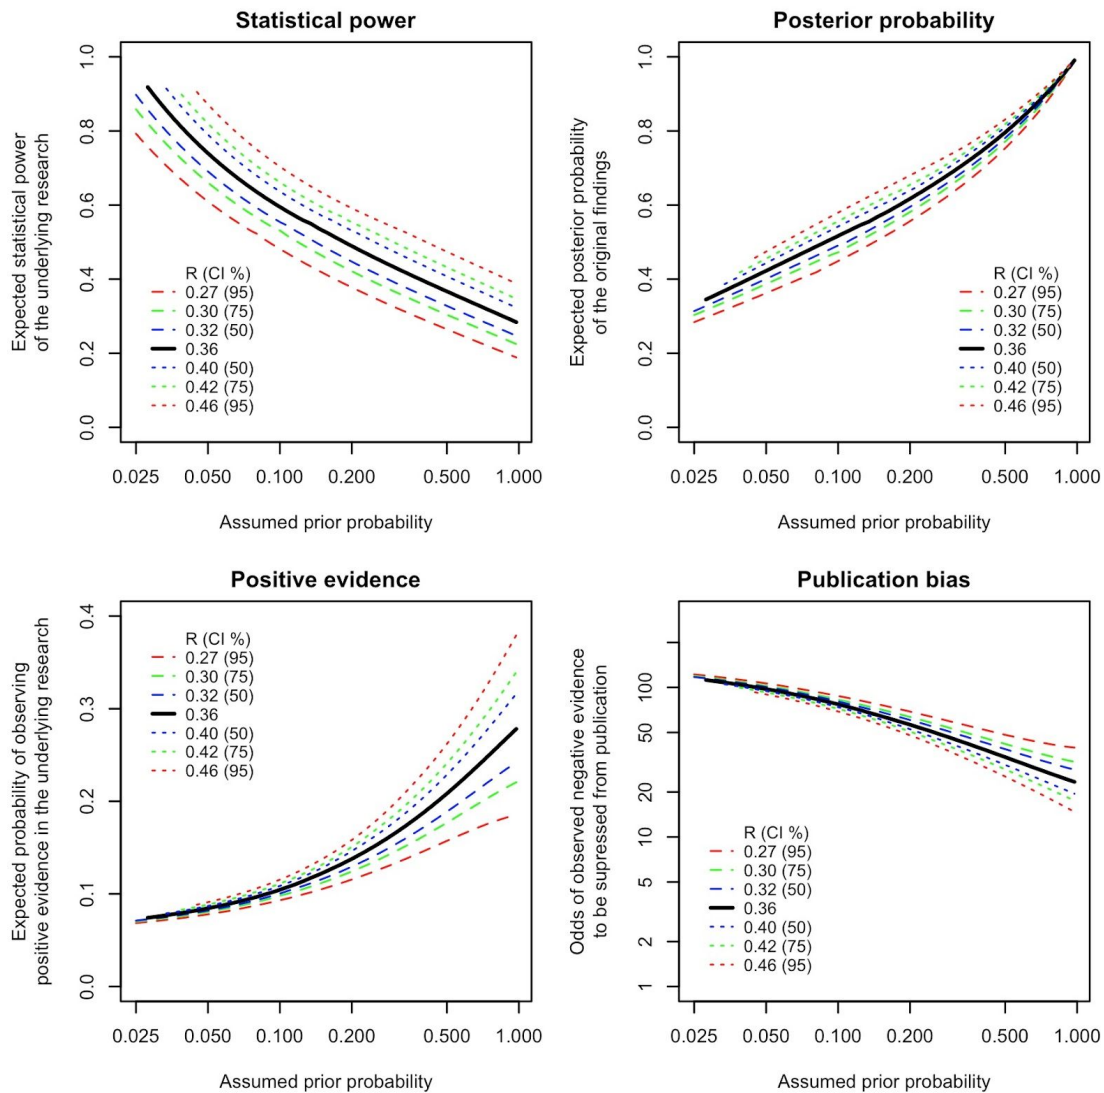 Statistical power
Expected statistical power
of the underlying research
1.0
0.8
0.6
0.4
0.2
0.0
R (CI %)
0.27 (95)
0.30 (75)
0.32 (50)
0.36
0.40 (50)
0.42 (75)
0.46 (95)
0.025 0.050 0.100 0.200 0.500 1.000
Assumed prior probability
Posterior probability
Expected posterior probability
of the original findings
1.0
0.8
0.6
0.4
0.2
0.0
R (CI %)
0.27 (95)
0.30 (75)
0.32 (50)
0.36
0.40 (50)
0.42 (75)
0.46 (95)
0.025 0.050 0.100 0.200 0.500 1.000
Assumed prior probability
Positive evidence
Expected probability of observing
positive evidence in the underlying research
0.4
0.3
0.2
0.1
0.0
R (CI %)
0.27 (95)
0.30 (75)
0.32 (50)
0.36
0.40 (50)
0.42 (75)
0.46 (95)
0.025 0.050 0.100 0.200 0.500 1.000
Assumed prior probability
Publication bias
Odds of observed negative evidence
to be supressed from publication
100
50
20
10
5
2
1
R (CI %)
0.27 (95)
0.30 (75)
0.32 (50)
0.36
0.40 (50)
0.42 (75)
0.46 (95)
0.025 0.050 0.100 0.200 0.500 1.000
Assumed prior probability